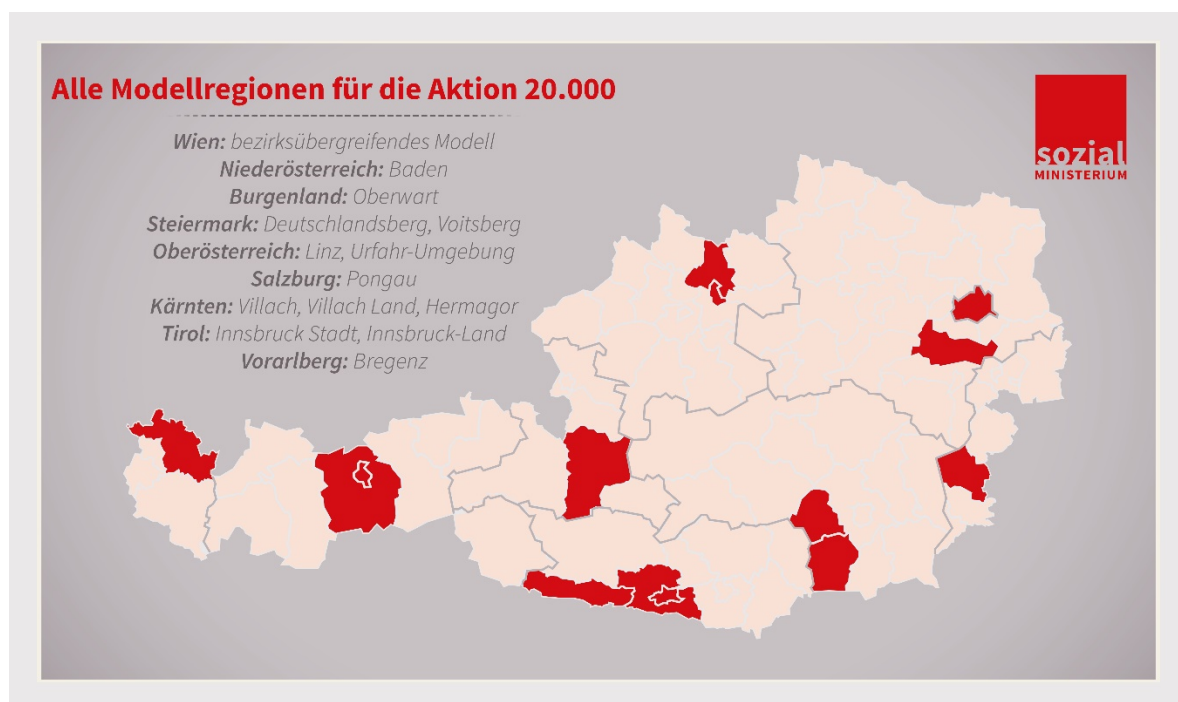 Alle Modellregionen für die Aktion 20.000
Wien: bezirksübergreifendes Modell
Niederösterreich: Baden
Burgenland: Oberwart
Steiermark: Deutschlandsberg, Voitsberg
Oberösterreich: Linz, Urfahr-Umgebung
Salzburg: Pongau
Kärnten: Villach, Villach Land, Hermagor
Tirol: Innsbruck Stadt, Innsbruck-Land
Vorarlberg: Bregenz
sozial
MINISTERIUM